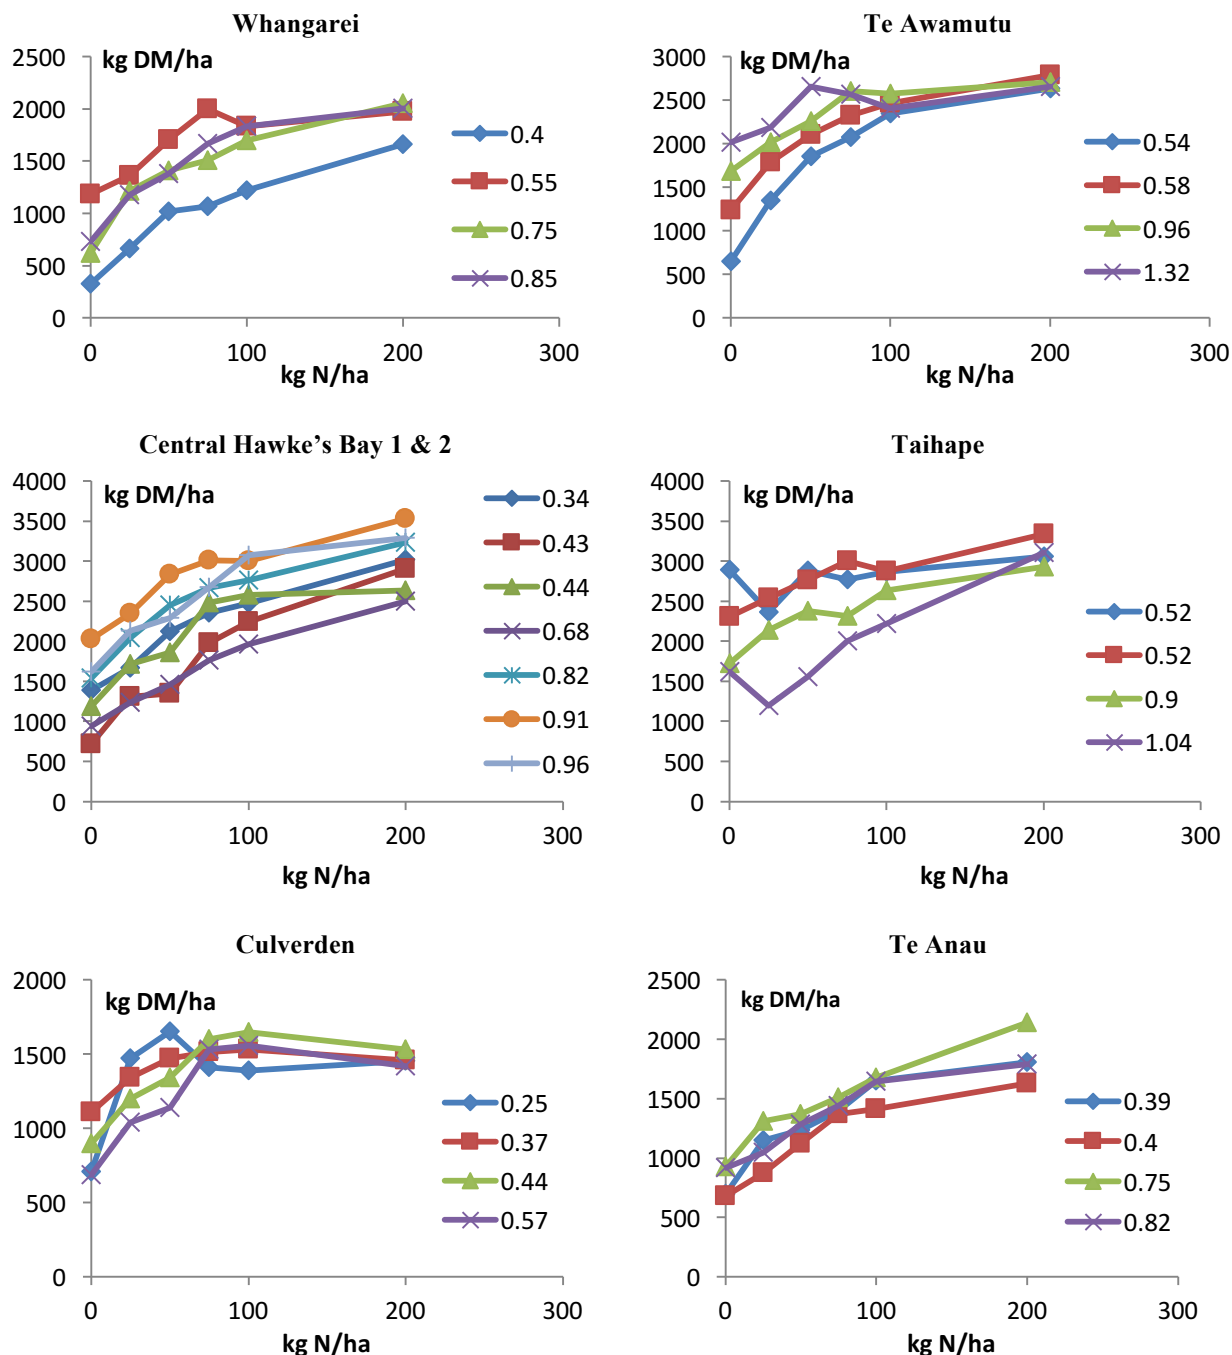 Whangarei
kg DM/ha
2500
2000
1500
1000
500
0
0 100 200 300
kg N/ha
0.4
0.55
0.75
0.85
Te Awamutu
kg DM/ha
3000
2500
2000
1500
1000
500
0
0 100 200 300
kg N/ha
0.54
0.58
0.96
1.32
Central Hawke's Bay 1 & 2
kg DM/ha
4000
3500
3000
2500
2000
1500
1000
500
0
0 100 200 300
kg N/ha
0.34
0.43
0.44
0.68
0.82
0.91
0.96
Taihape
kg DM/ha
4000
3500
3000
2500
2000
1500
1000
500
0
0 100 200 300
kg N/ha
0.52
0.52
0.9
1.04
Culverden
kg DM/ha
2000
1500
1000
500
0
0 100 200 300
kg N/ha
0.25
0.37
0.44
0.57
Te Anau
kg DM/ha
2500
2000
1500
1000
500
0
0 100 200 300
kg N/ha
0.39
0.4
0.75
0.82